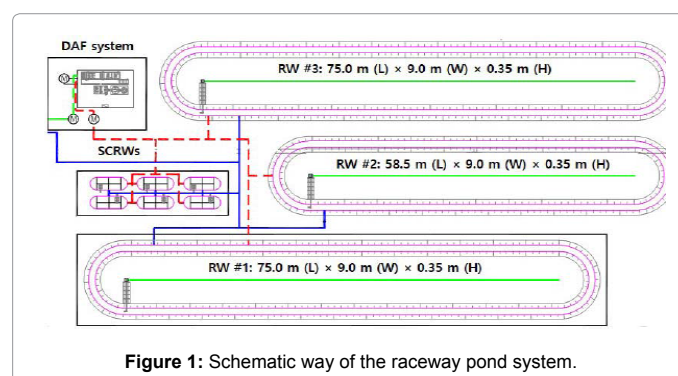 DAF system
RW #3: 75.0 m (L) × 9.0 m (W) × 0.35 m (H)
M
M
M
SCRWs
RW #2: 58.5 m (L) × 9.0 m (W) × 0.35 m (H)
RW #1: 75.0 m (L) × 9.0 m (W) × 0.35 m (H)
Figure 1: Schematic way of the raceway pond system.